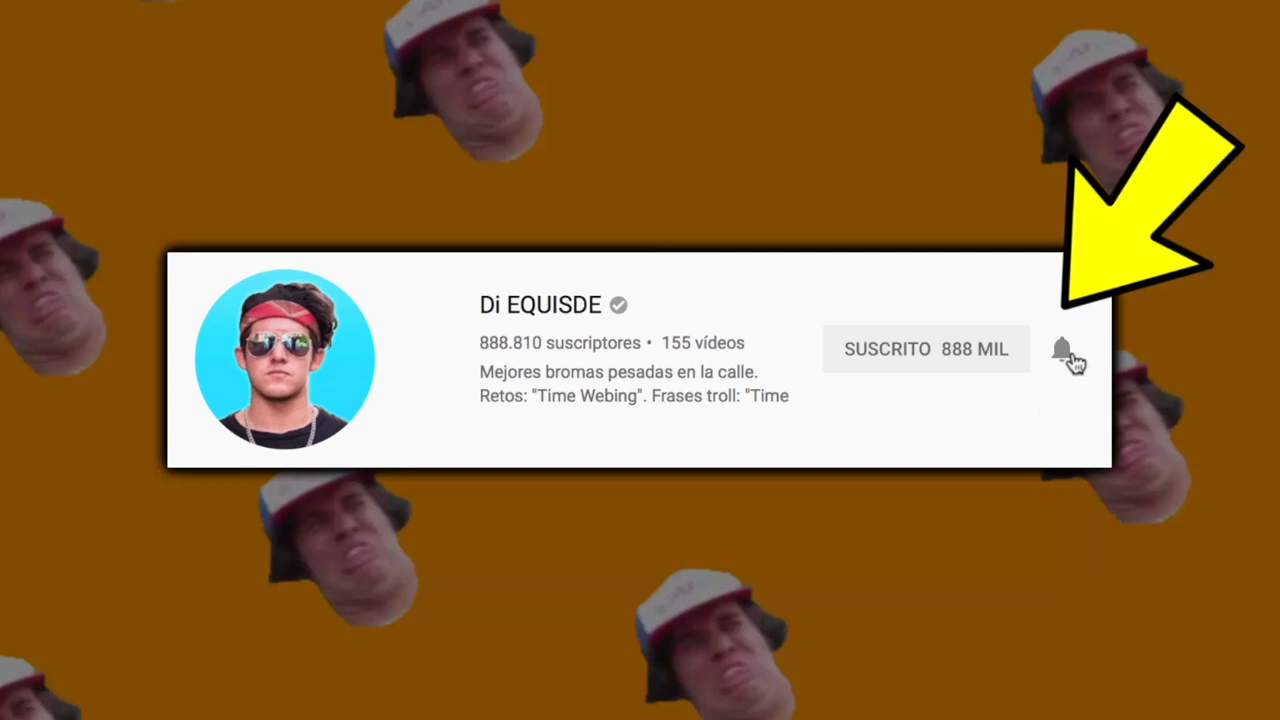 Di EQUISDE
888.810 suscriptores • 155 vídeos
SUSCRITO 888 MIL
Mejores bromas pesadas en la calle.
Retos: "Time Webing". Frases troll: "Time